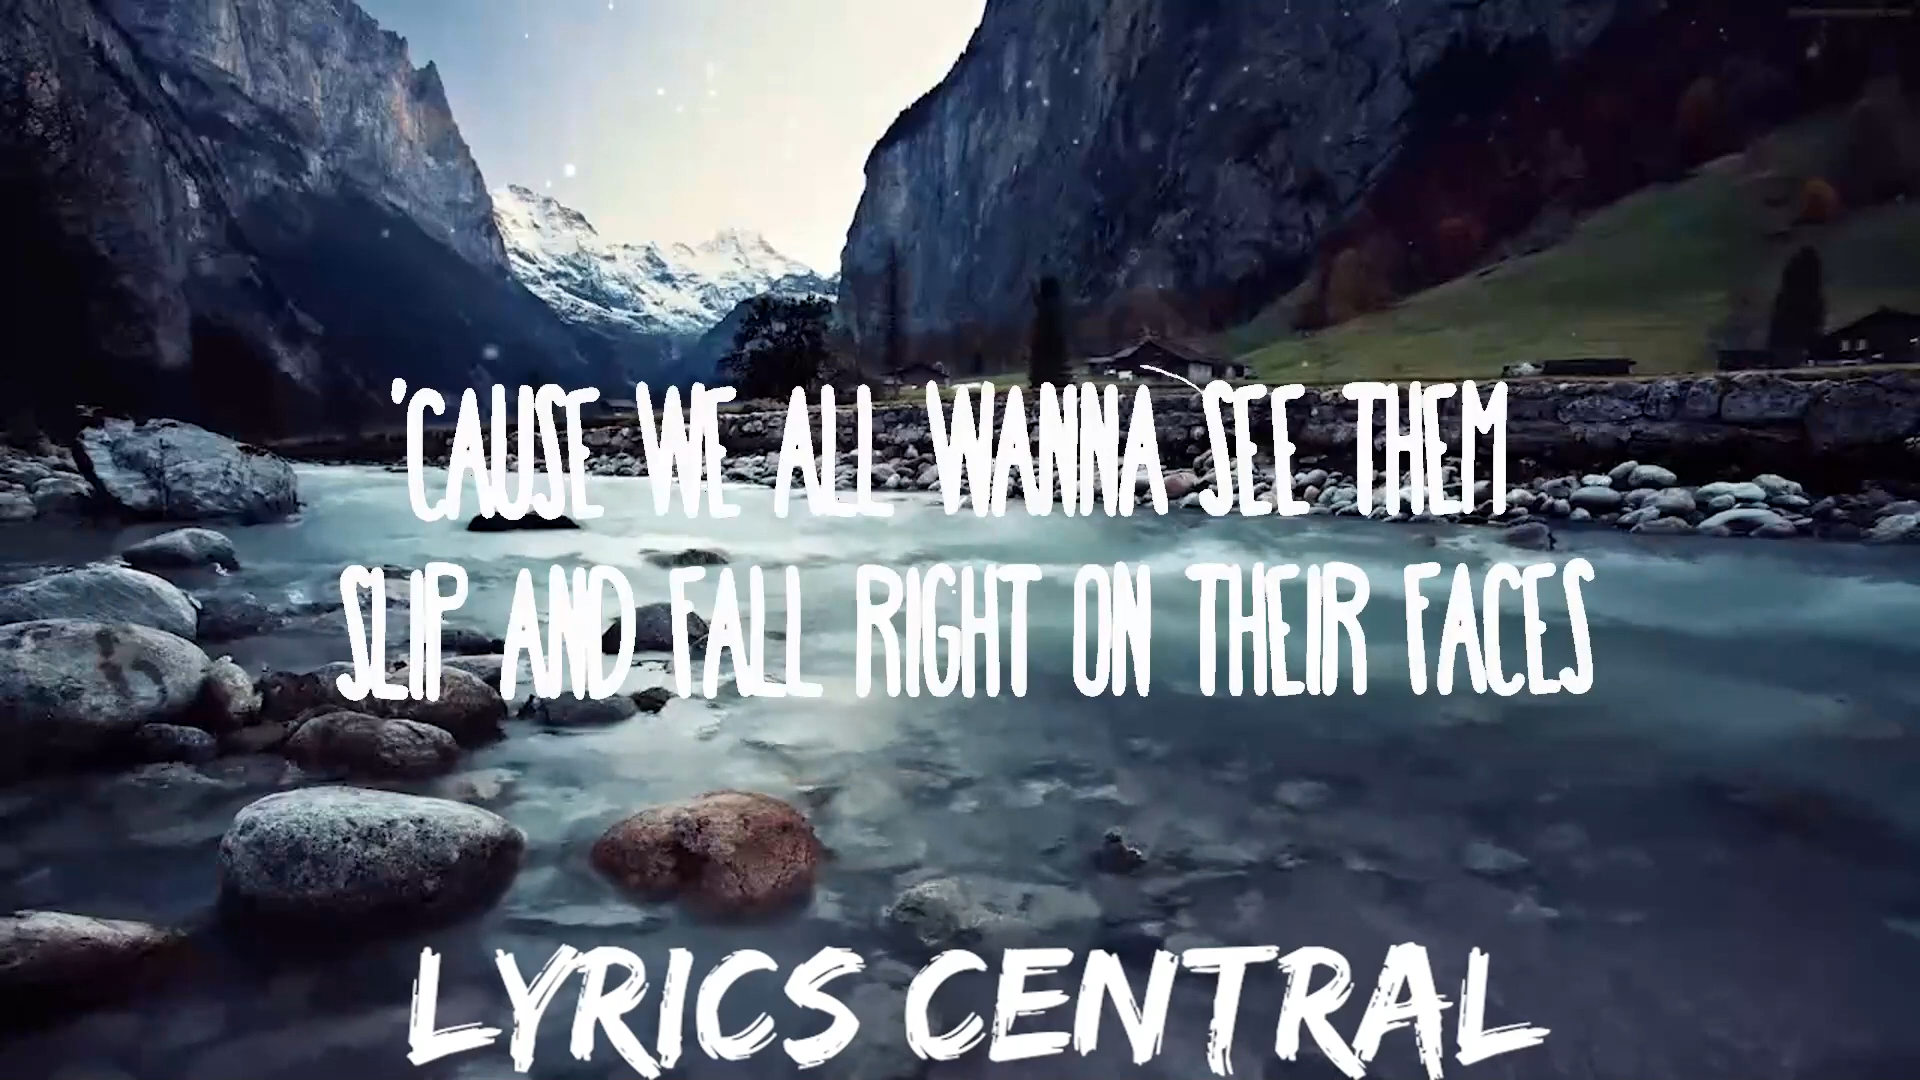 'CAUSE WE ALL WANNA SEE THEM
SLIP AND FALL RIGHT ON THEIR FACES
LYRICS CENTRAL